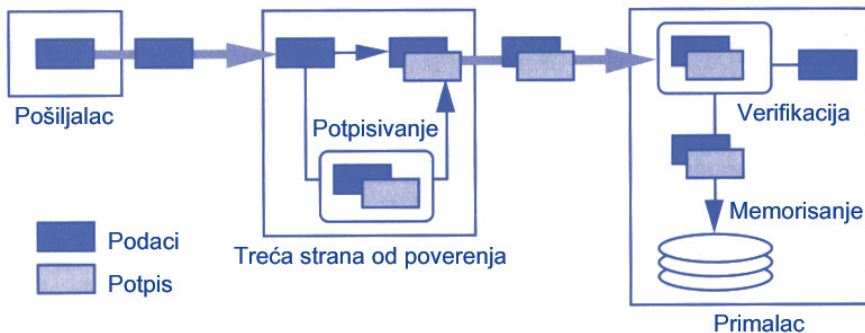 Pošiljalac
Potpisivanje
Verifikacija
Memorisanje
Podaci
Potpis
Treća strana od poverenja
Primalac